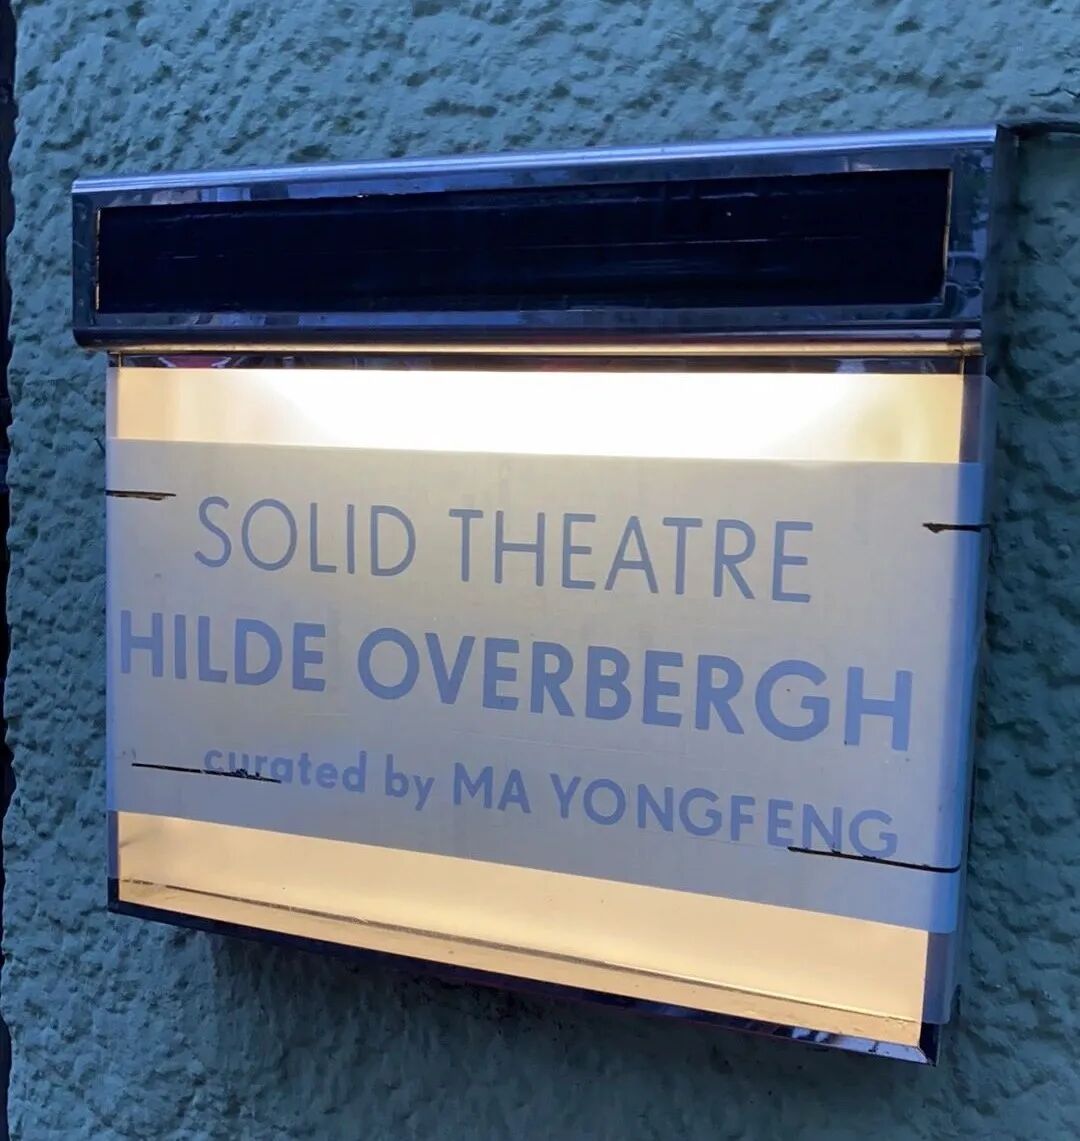 SOLID THEATRE
HILDE OVERBERGH
curated by MA YONGFENG